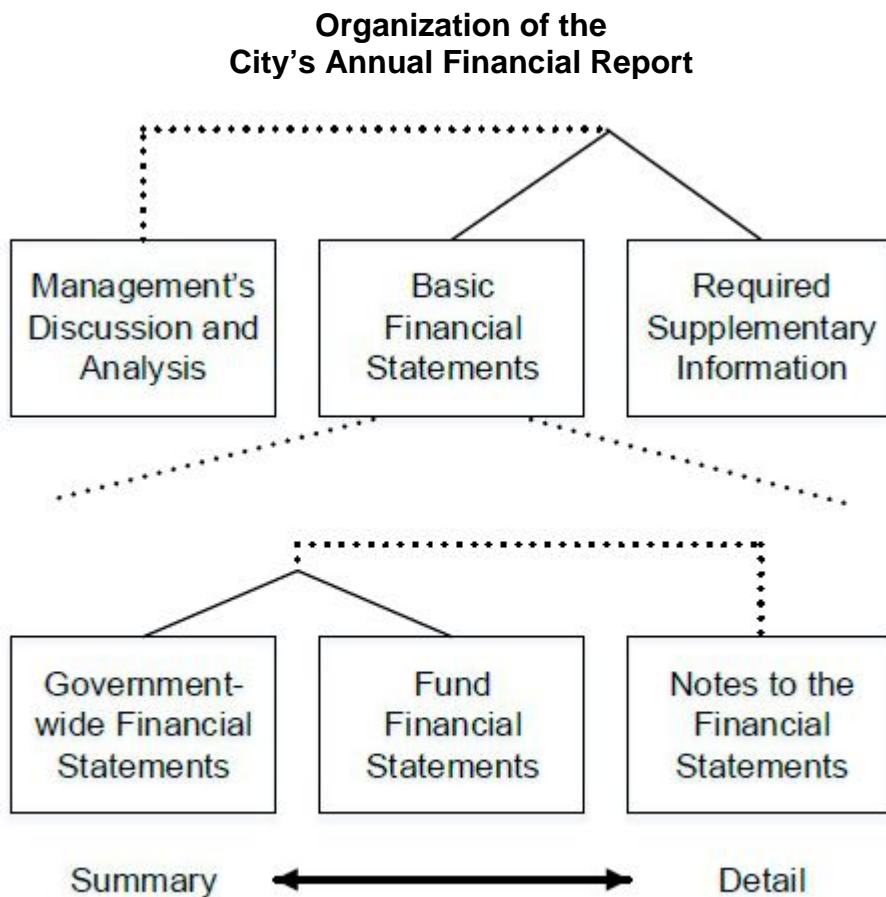 Organization of the
City’s Annual Financial Report
Management’s
Discussion and
Analysis
Basic
Financial
Statements
Required
Supplementary
Information
Government-
wide Financial
Statements
Fund
Financial
Statements
Notes to the
Financial
Statements
Summary
Detail